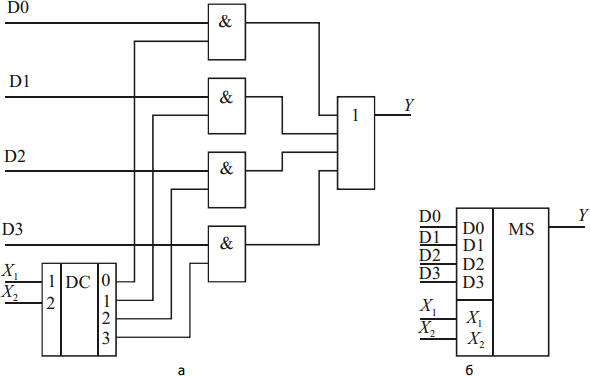 D0
&
D1
&
1
Y
D2
&
D3
&
X₁
X₂
1
2
DC
0
1
2
3
D0
D1
D2
D3
X₁
X₂
D0
D1
D2
D3
X₁
X₂
MS
Y
а
б